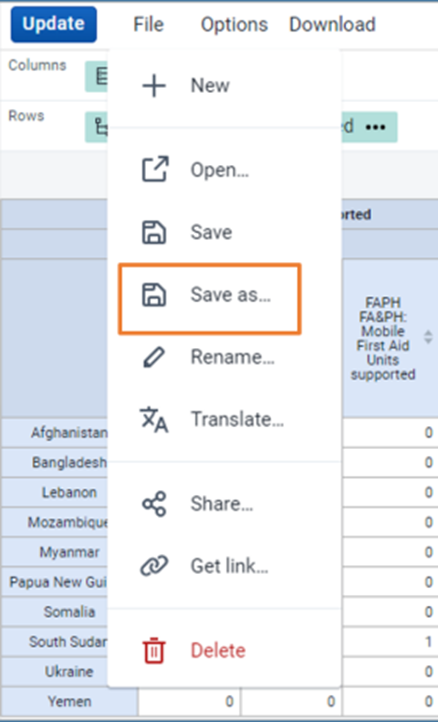 Update File Options Download
Columns
New
Rows
d •••
Open...
Save
rted
Save as...
FAPH
FA&PH:
Mobile
First Aid
Units
supported
Rename...
Translate...
Afghanistan 0
Bangladesh 0
Lebanon 0
Share...
Mozambique 0
Myanmar 0
Get link...
Papua New Gui 0
Somalia 0
South Sudan 1
Delete
Ukraine 0
Yemen 0 0 0